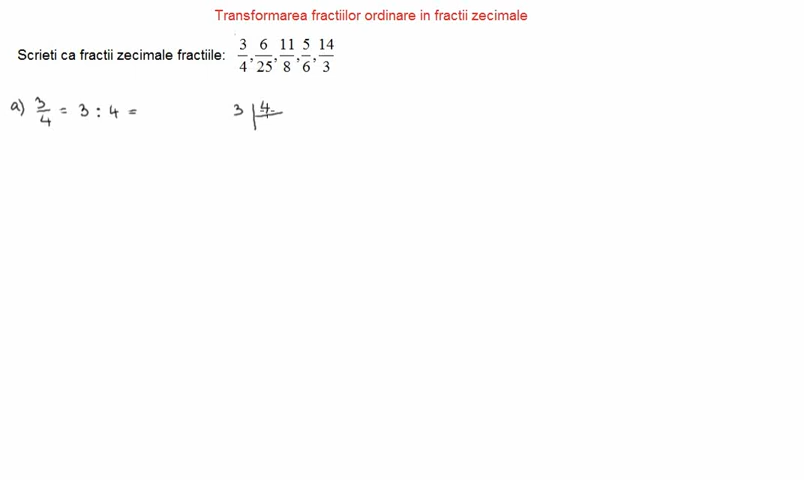 Transformarea fractiilor ordinare in fractii zecimale
Scrieti ca fractii zecimale fractiile: 3/4, 6/25, 11/8, 5/6, 14/3
a) 3/4 = 3 : 4 = 3 | 4